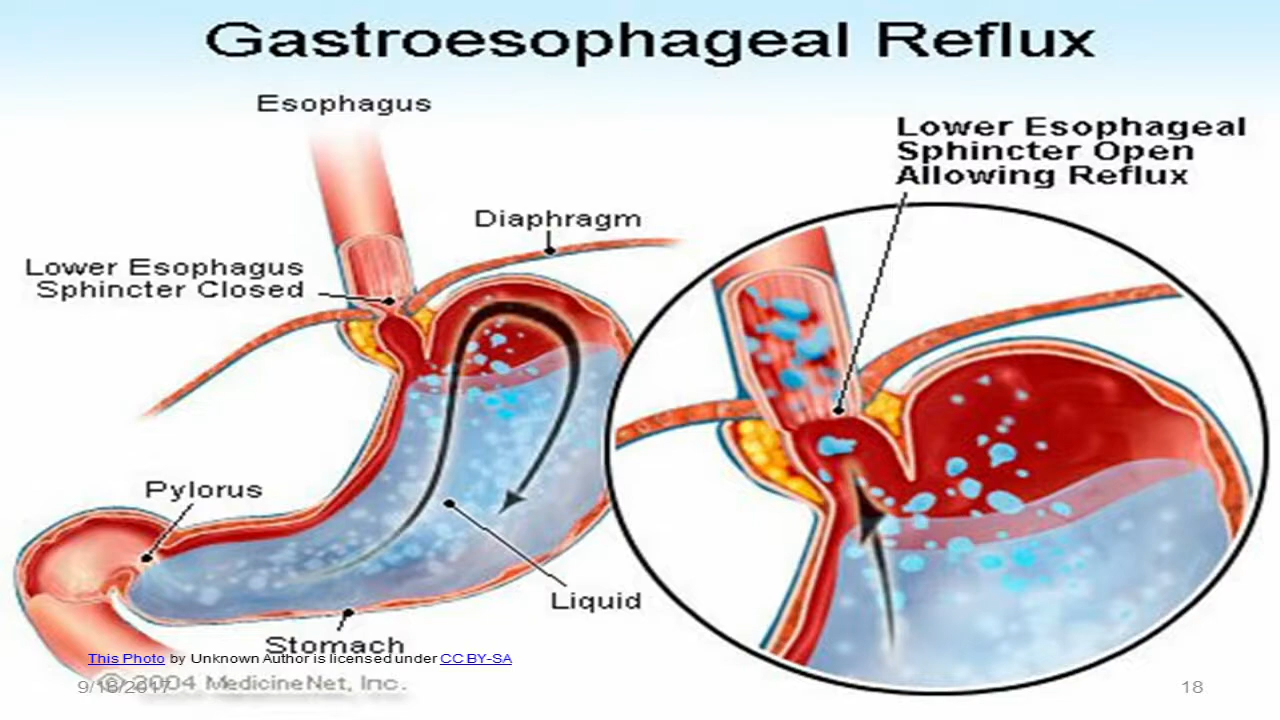 Gastroesophageal Reflux
Esophagus
Lower Esophageal
Sphincter Open
Allowing Reflux
Diaphragm
Lower Esophagus
Sphincter Closed
Pylorus
Liquid
Stomach
This Photo by Unknown Author is licensed under CC BY-SA
© 2004 MedicineNet, Inc.
18